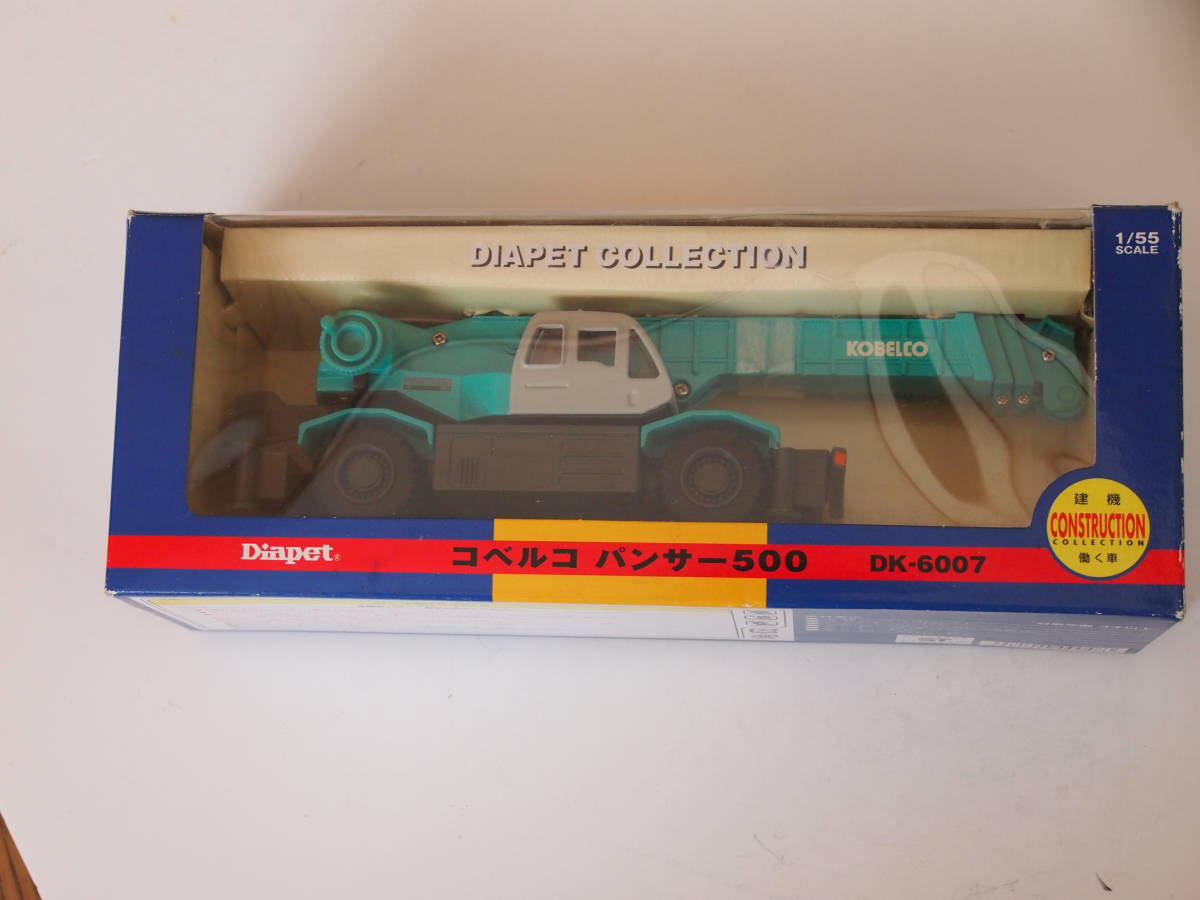 1/55
SCALE
DIAPET COLLECTION
KOBELCO
建 機
CONSTRUCTION
COLLECTION
働く車
Diapet®
コベルコ パンサー500
DK-6007